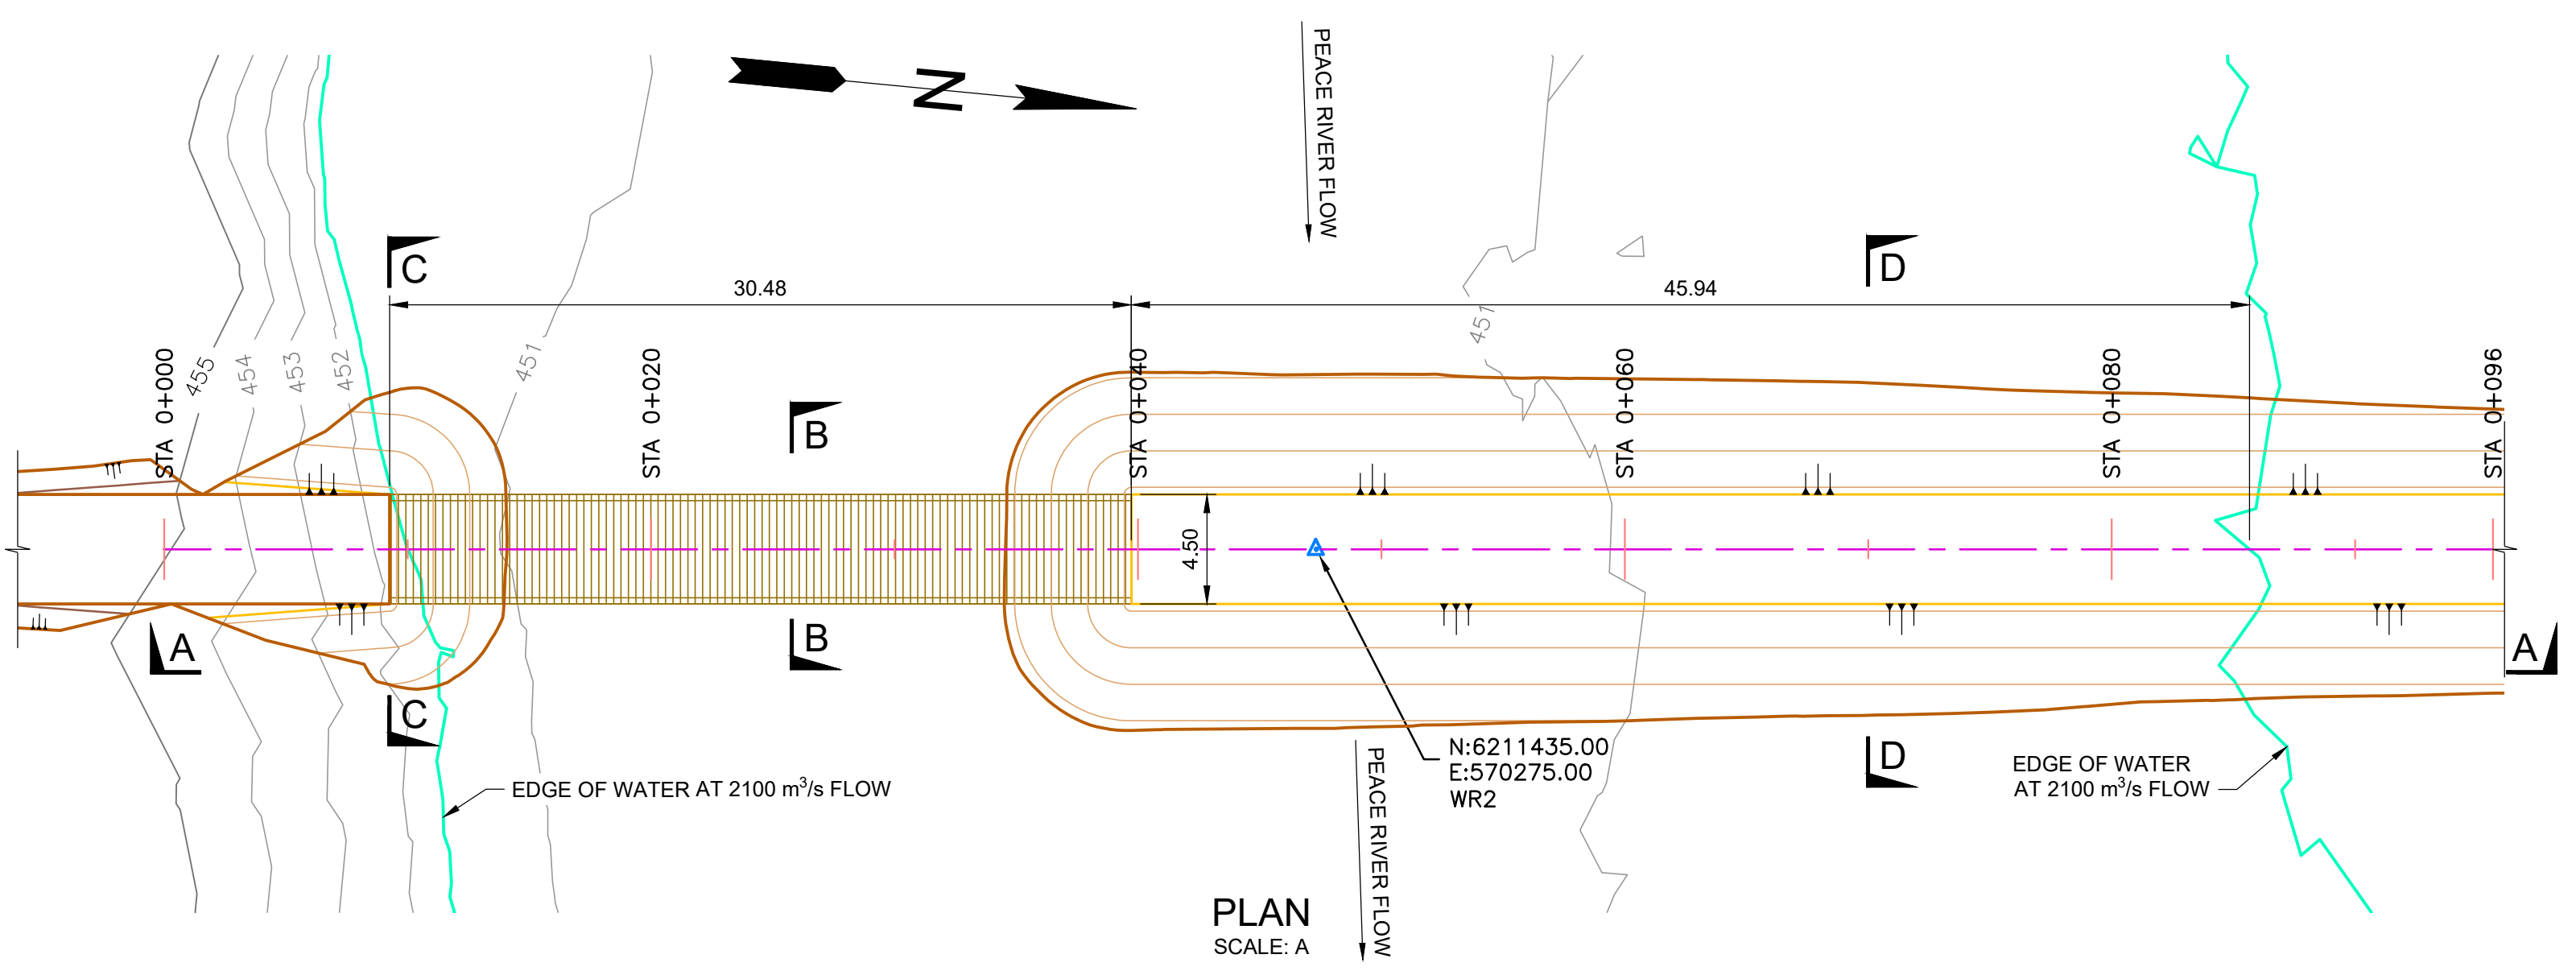 N
PEACE RIVER FLOW
C
D
30.48
45.94
451
451
STA 0+000
455
454
453
452
STA 0+020
STA 0+040
STA 0+060
STA 0+080
STA 0+096
B
4.50
B
A
A
C
D
N:6211435.00
E:570275.00
WR2
PEACE RIVER FLOW
EDGE OF WATER AT 2100 m³/s FLOW
EDGE OF WATER
AT 2100 m³/s FLOW
PLAN
SCALE: A